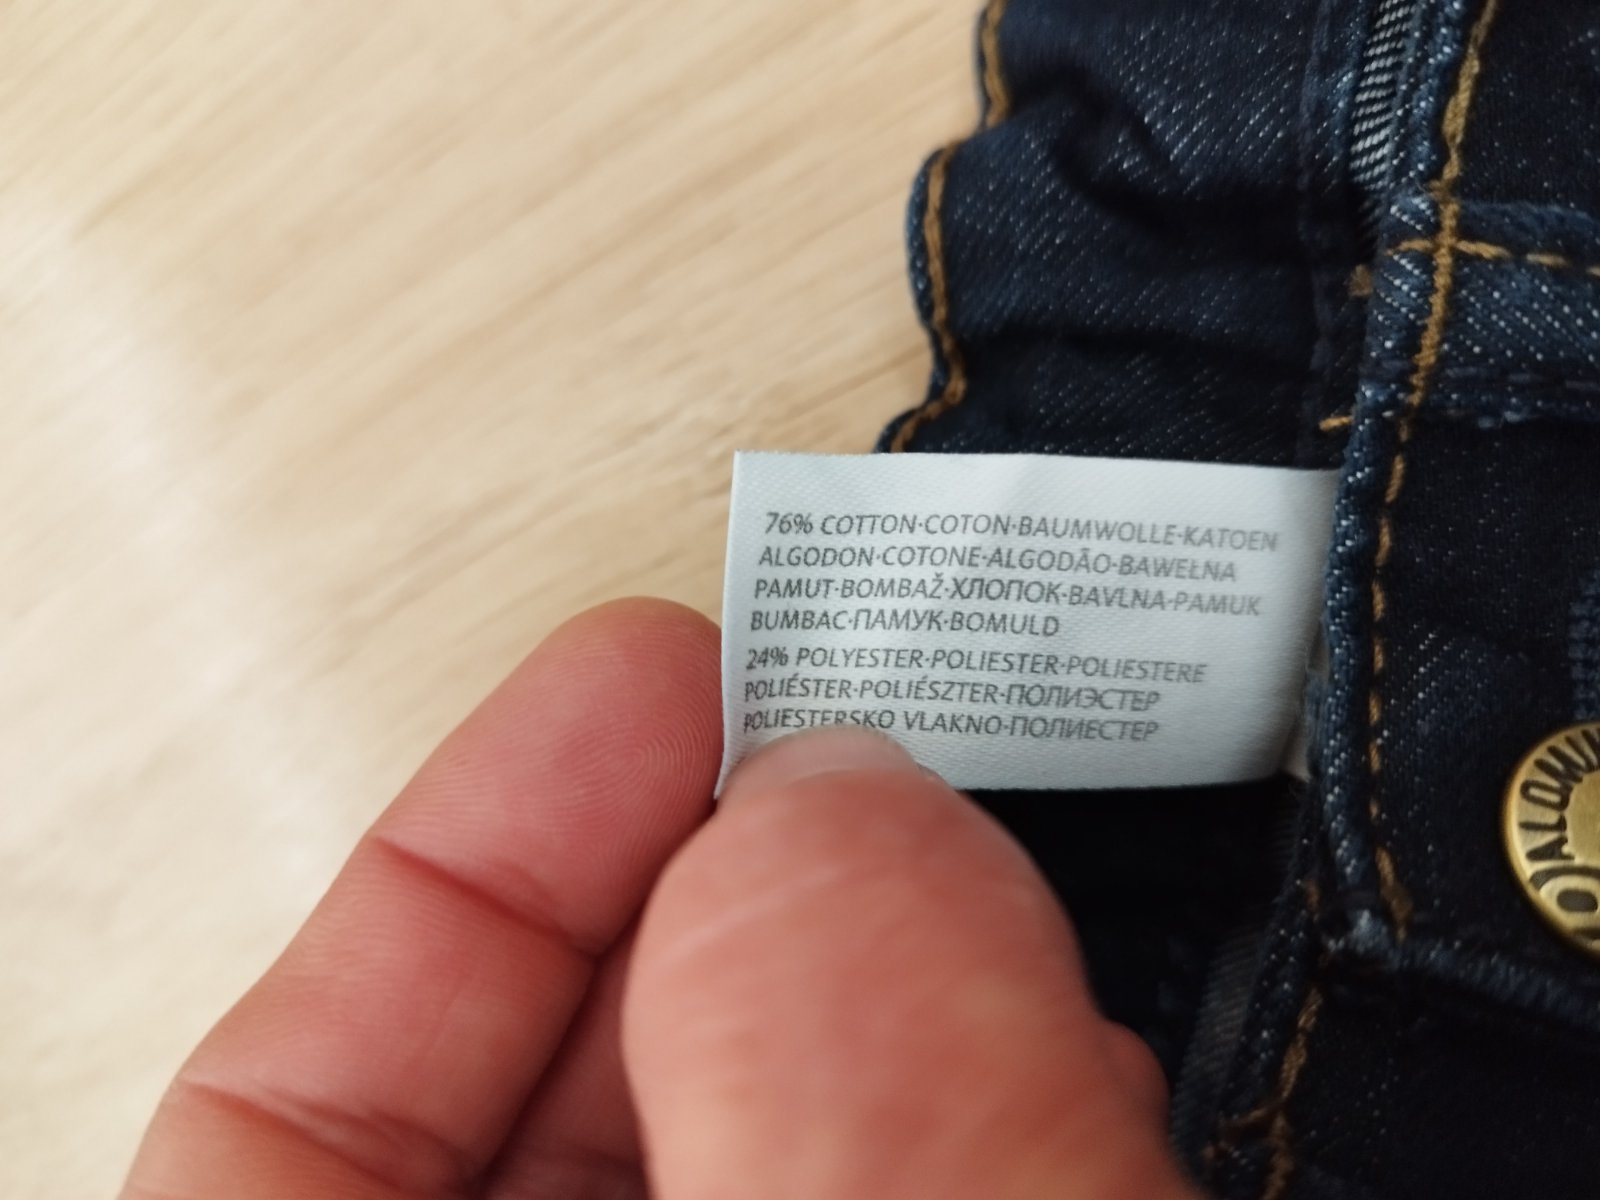 76% COTTON·COTON·BAUMWOLLE·KATOEN
ALGODON·COTONE·ALGODÃO·BAWEŁNA
PAMUT·BOMBAŽ·ХЛОПОК·BAVLNA·PAMUK
BUMBAC·ПАМУК·BOMULD
24% POLYESTER·POLIESTER·POLIESTERE
POLIÉSTER·POLIÉSZTER·ПОЛИЭСТЕР
POLIESTERSKO VLAKNO·ПОЛИЕСТЕР